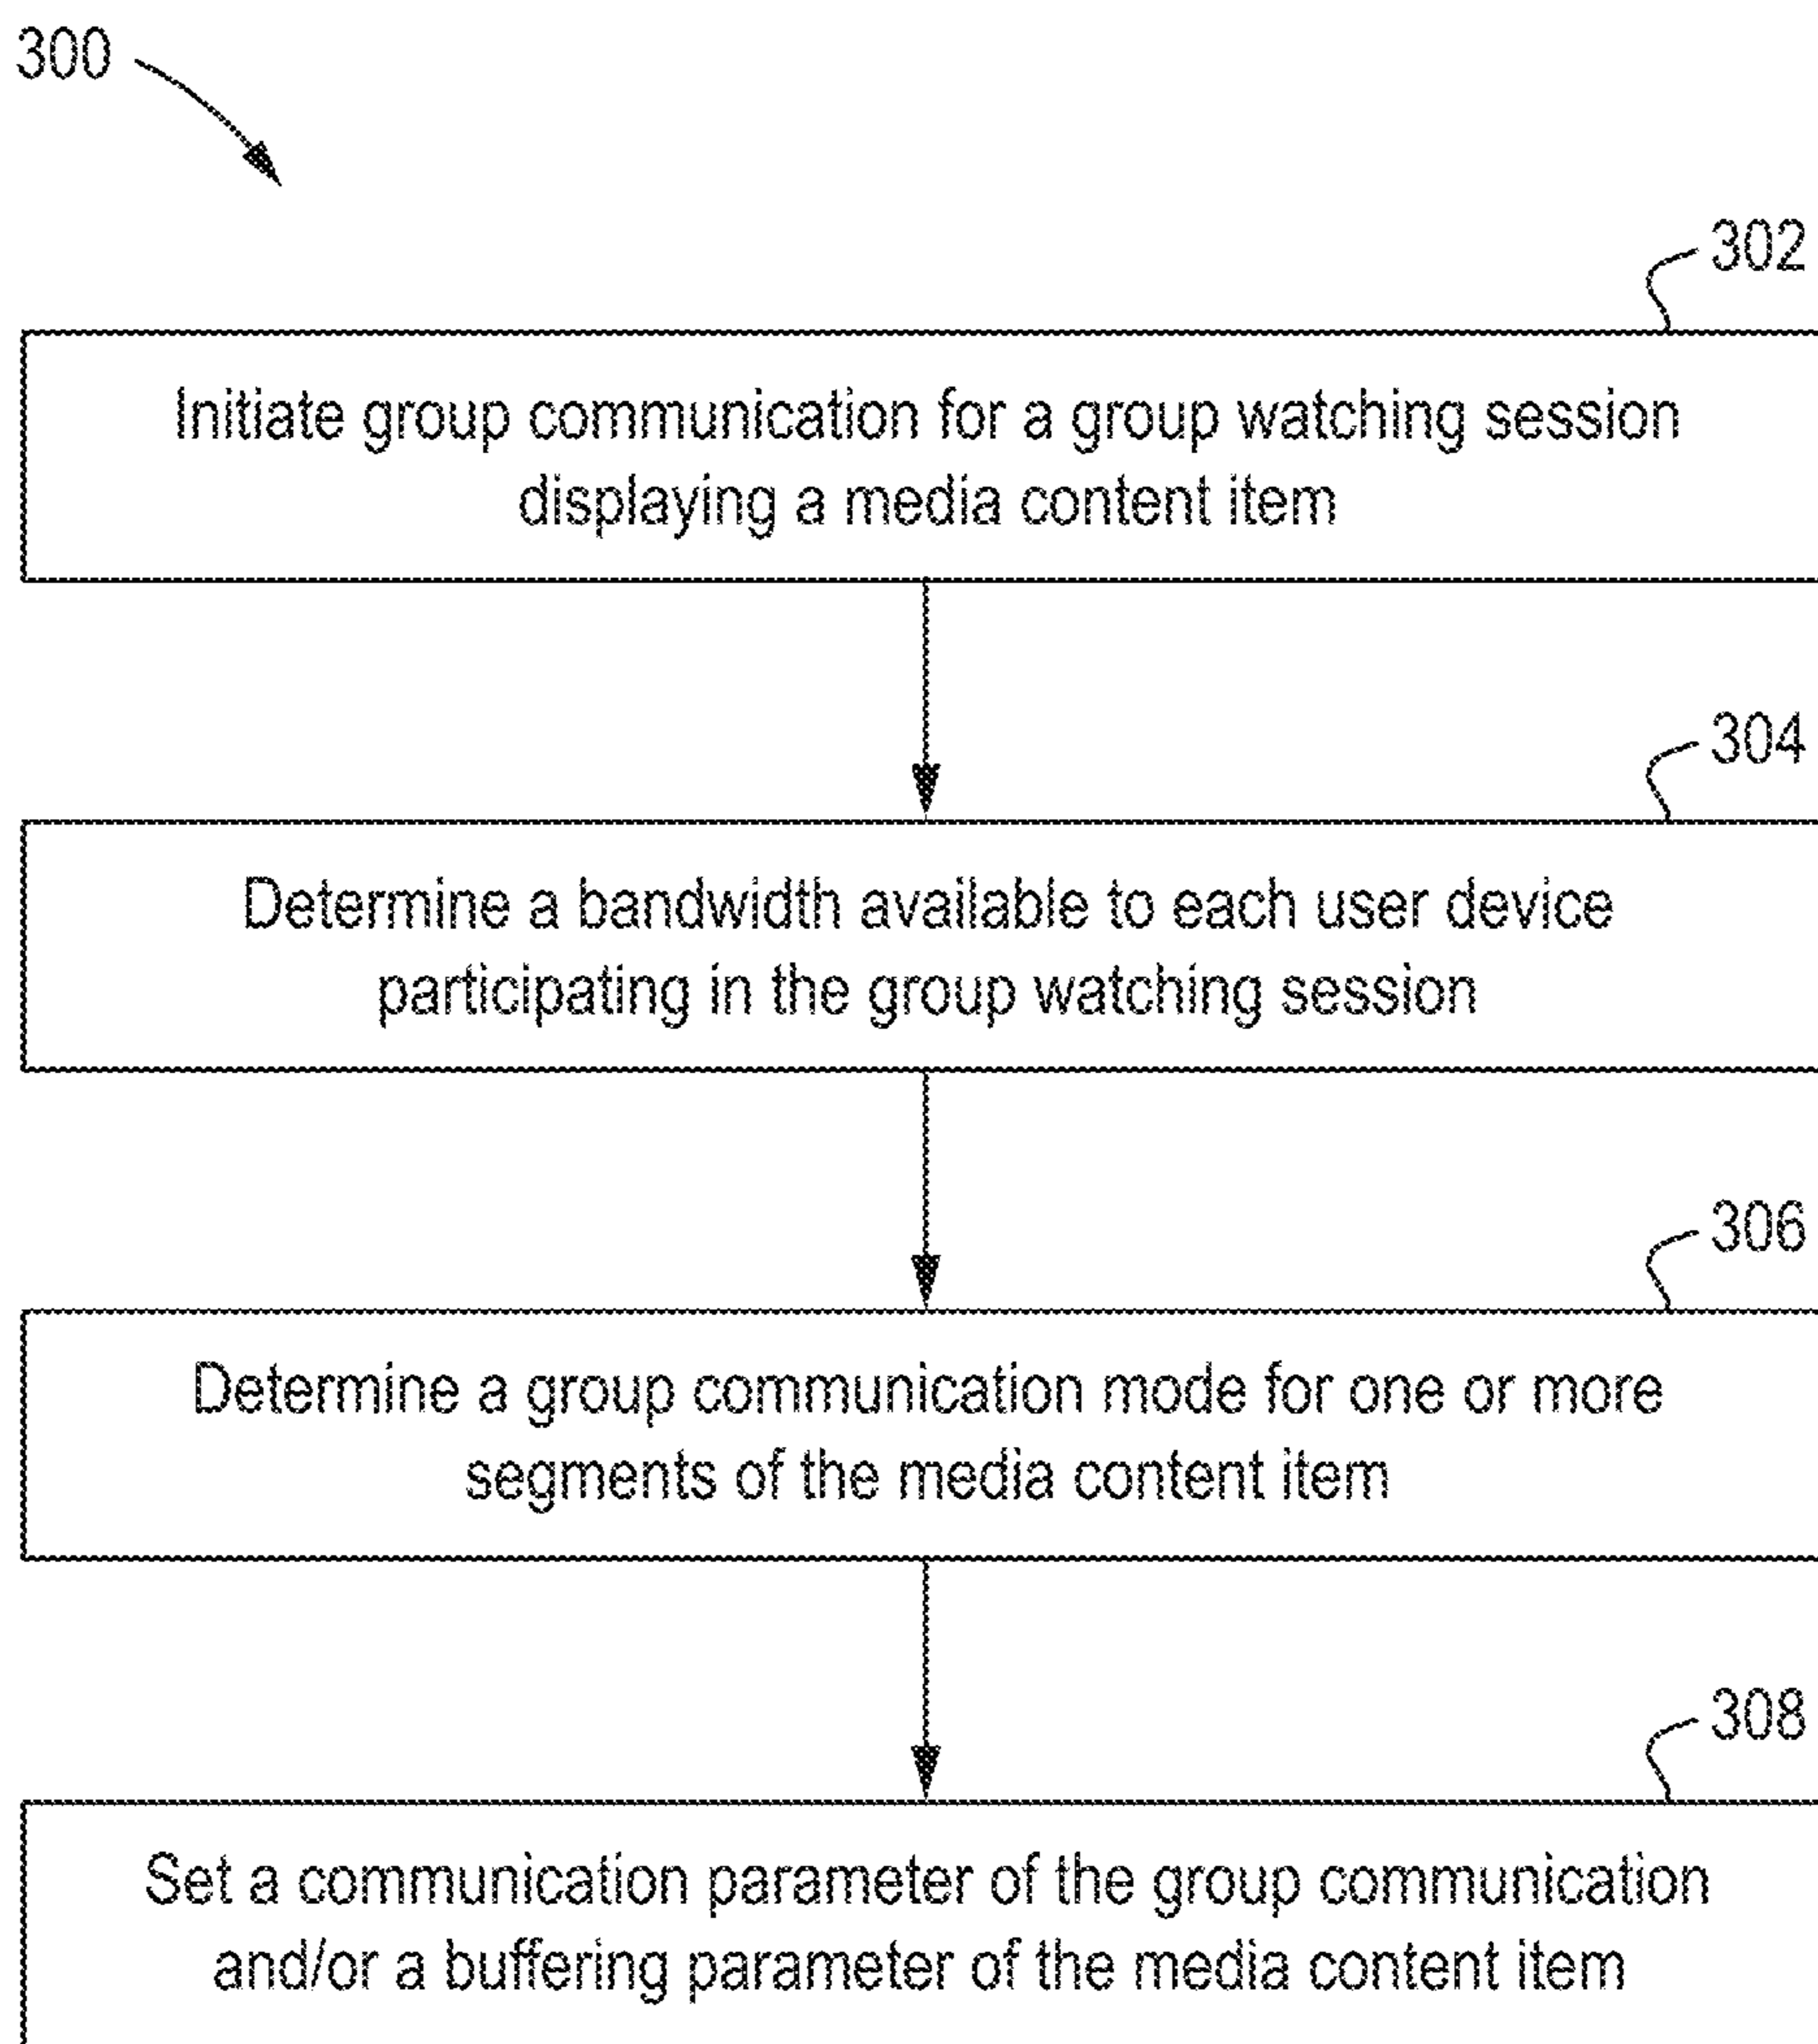 300
302
Initiate group communication for a group watching session
displaying a media content item
304
Determine a bandwidth available to each user device
participating in the group watching session
306
Determine a group communication mode for one or more
segments of the media content item
308
Set a communication parameter of the group communication
and/or a buffering parameter of the media content item